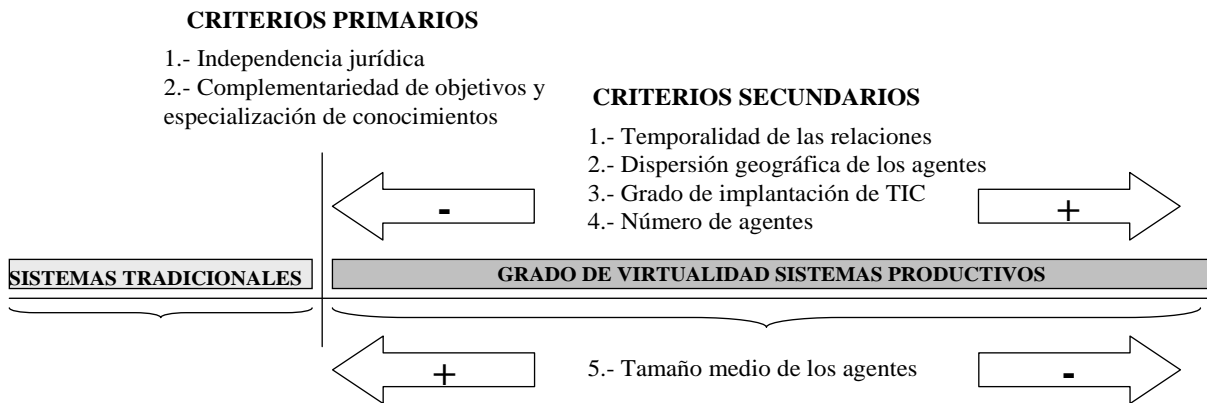 CRITERIOS PRIMARIOS
1.- Independencia jurídica
2.- Complementariedad de objetivos y
especialización de conocimientos
CRITERIOS SECUNDARIOS
1.- Temporalidad de las relaciones
2.- Dispersión geográfica de los agentes
3.- Grado de implantación de TIC
4.- Número de agentes
-
+
SISTEMAS TRADICIONALES
GRADO DE VIRTUALIDAD SISTEMAS PRODUCTIVOS
+
5.- Tamaño medio de los agentes
-